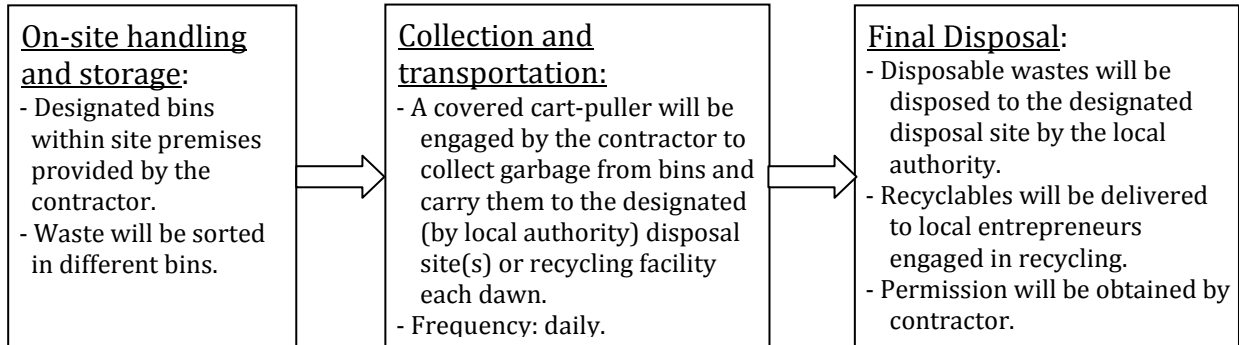 On-site handling
and storage:
- Designated bins
within site premises
provided by the
contractor.
- Waste will be sorted
in different bins.
Collection and
transportation:
- A covered cart-puller will be
engaged by the contractor to
collect garbage from bins and
carry them to the designated
(by local authority) disposal
site(s) or recycling facility
each dawn.
- Frequency: daily.
Final Disposal:
- Disposable wastes will be
disposed to the designated
disposal site by the local
authority.
- Recyclables will be delivered
to local entrepreneurs
engaged in recycling.
- Permission will be obtained by
contractor.